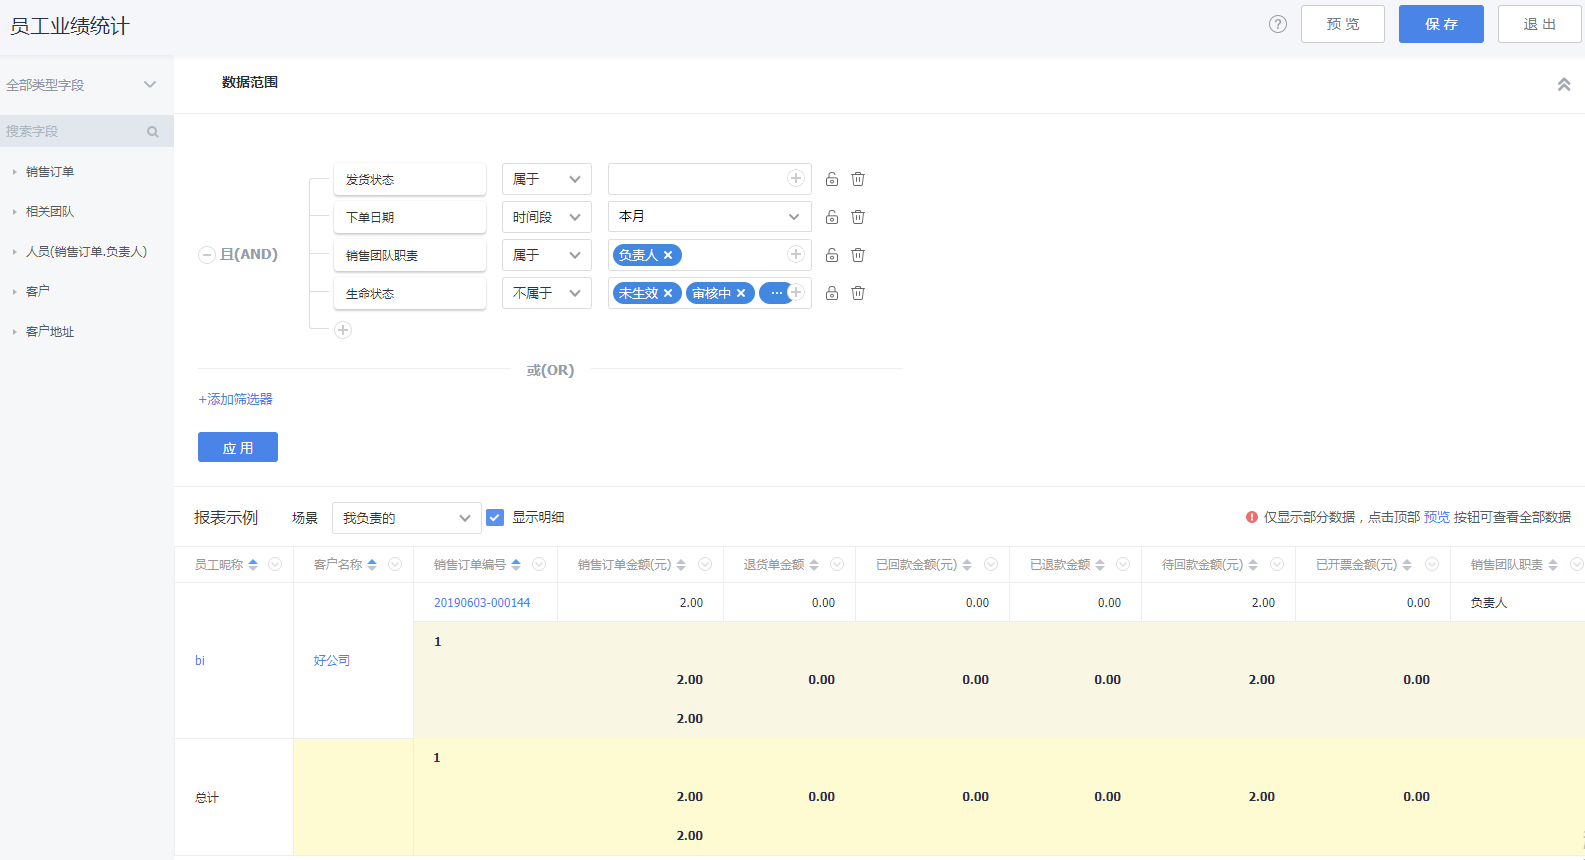 员工业绩统计
?
预 览
保 存
退 出
全部类型字段
搜索字段
销售订单
相关团队
人员(销售订单.负责人)
客户
客户地址
数据范围
且(AND)
发货状态 属于
下单日期 时间段 本月
销售团队职责 属于 负责人 ×
生命状态 不属于 未生效 × 审核中 × ···
或(OR)
+添加筛选器
应 用
报表示例 场景 我负责的 显示明细 仅显示部分数据，点击顶部 预览 按钮可查看全部数据
员工昵称 客户名称 销售订单编号 销售订单金额(元) 退货单金额 已回款金额(元) 已退款金额 待回款金额(元) 已开票金额(元) 销售团队职责
20190603-000144 2.00 0.00 0.00 0.00 2.00 0.00 负责人
1
bi 好公司
2.00 0.00 0.00 0.00 2.00 0.00
2.00
1
总计 2.00 0.00 0.00 0.00 2.00 0.00
2.00